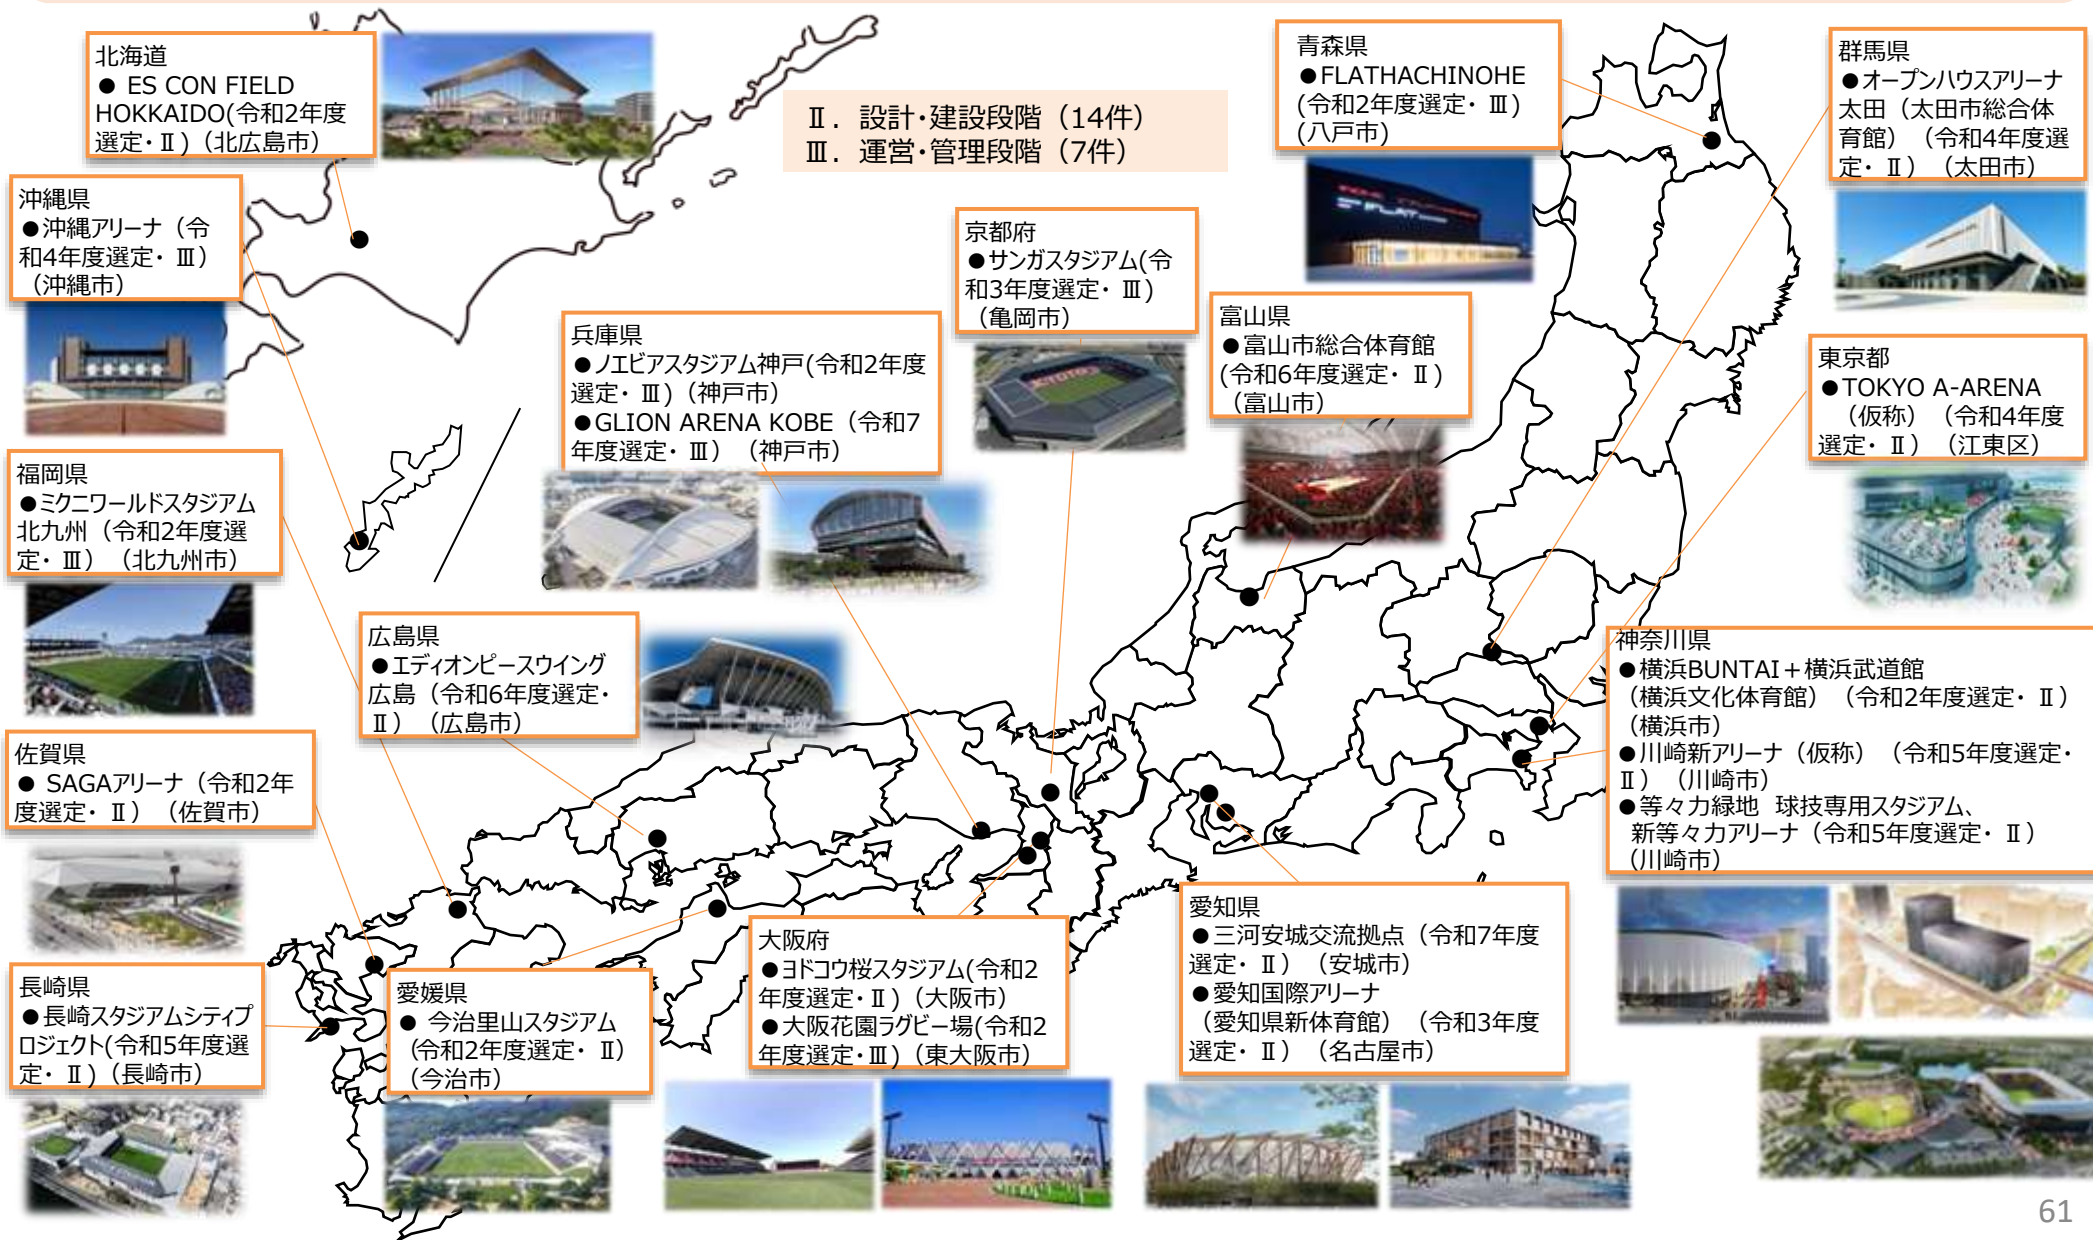 北海道
● ES CON FIELD
HOKKAIDO(令和2年度
選定・Ⅱ)（北広島市）
Ⅱ．設計・建設段階（14件）
Ⅲ．運営・管理段階（7件）
青森県
●FLATHACHINOHE
(令和2年度選定・Ⅲ)
(八戸市)
群馬県
●オープンハウスアリーナ
太田（太田市総合体
育館）（令和4年度選
定・Ⅱ）（太田市）
沖縄県
●沖縄アリーナ（令
和4年度選定・Ⅲ)
（沖縄市）
京都府
●サンガスタジアム(令
和3年度選定・Ⅲ)
（亀岡市）
富山県
●富山市総合体育館
(令和6年度選定・Ⅱ)
（富山市）
兵庫県
●ノエビアスタジアム神戸(令和2年度
選定・Ⅲ)（神戸市）
●GLION ARENA KOBE（令和7
年度選定・Ⅲ）（神戸市）
東京都
●TOKYO A-ARENA
（仮称）（令和4年度
選定・Ⅱ）（江東区）
福岡県
●ミクニワールドスタジアム
北九州（令和2年度選
定・Ⅲ）（北九州市）
広島県
●エディオンピースウイング
広島（令和6年度選定・
Ⅱ）（広島市）
神奈川県
●横浜BUNTAI＋横浜武道館
（横浜文化体育館）（令和2年度選定・Ⅱ）
（横浜市）
●川崎新アリーナ（仮称）（令和5年度選定・
Ⅱ）（川崎市）
●等々力緑地 球技専用スタジアム、
新等々力アリーナ（令和5年度選定・Ⅱ）
（川崎市）
佐賀県
● SAGAアリーナ（令和2年
度選定・Ⅱ）（佐賀市）
長崎県
●長崎スタジアムシティプ
ロジェクト(令和5年度選
定・Ⅱ)（長崎市）
愛媛県
● 今治里山スタジアム
（令和2年度選定・Ⅱ）
（今治市）
大阪府
●ヨドコウ桜スタジアム(令和2
年度選定・Ⅱ)（大阪市）
●大阪花園ラグビー場(令和2
年度選定・Ⅲ)（東大阪市）
愛知県
●三河安城交流拠点（令和7年度
選定・Ⅱ）（安城市）
●愛知国際アリーナ
（愛知県新体育館）（令和3年度
選定・Ⅱ）（名古屋市）
KYOTO
FLAT
61